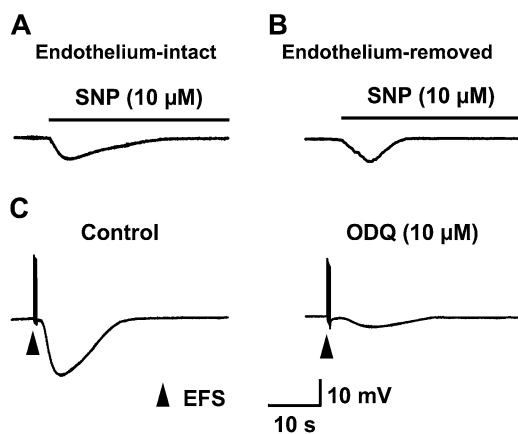 A
Endothelium-intact
SNP (10 µM)
B
Endothelium-removed
SNP (10 µM)
C
Control
ODQ (10 µM)
EFS
10 mV
10 s